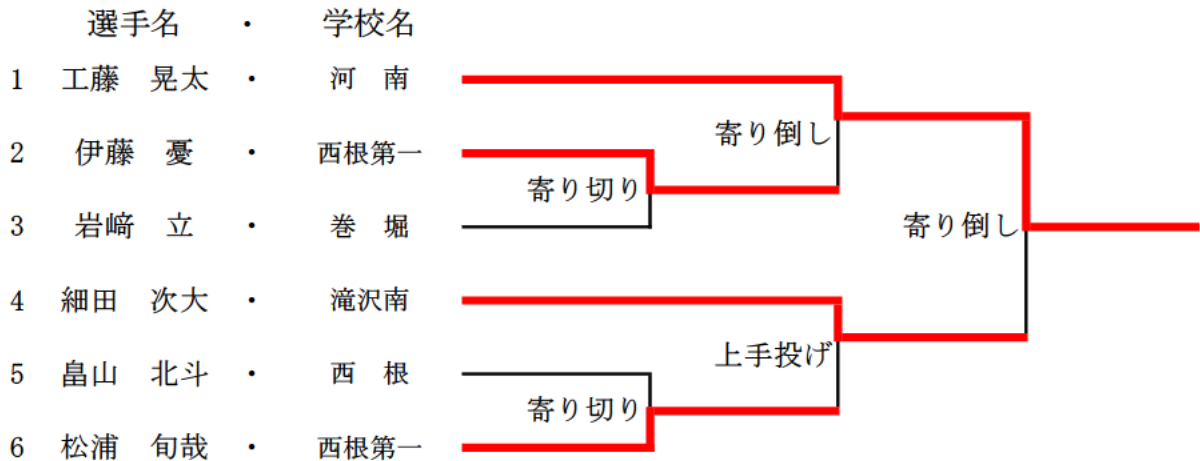 選手名 ・ 学校名
1 工藤 晃太 ・ 河 南
寄り倒し
2 伊藤 憂 ・ 西根第一
寄り切り
3 岩﨑 立 ・ 巻 堀
寄り倒し
4 細田 次大 ・ 滝沢南
上手投げ
5 畠山 北斗 ・ 西 根
寄り切り
6 松浦 旬哉 ・ 西根第一